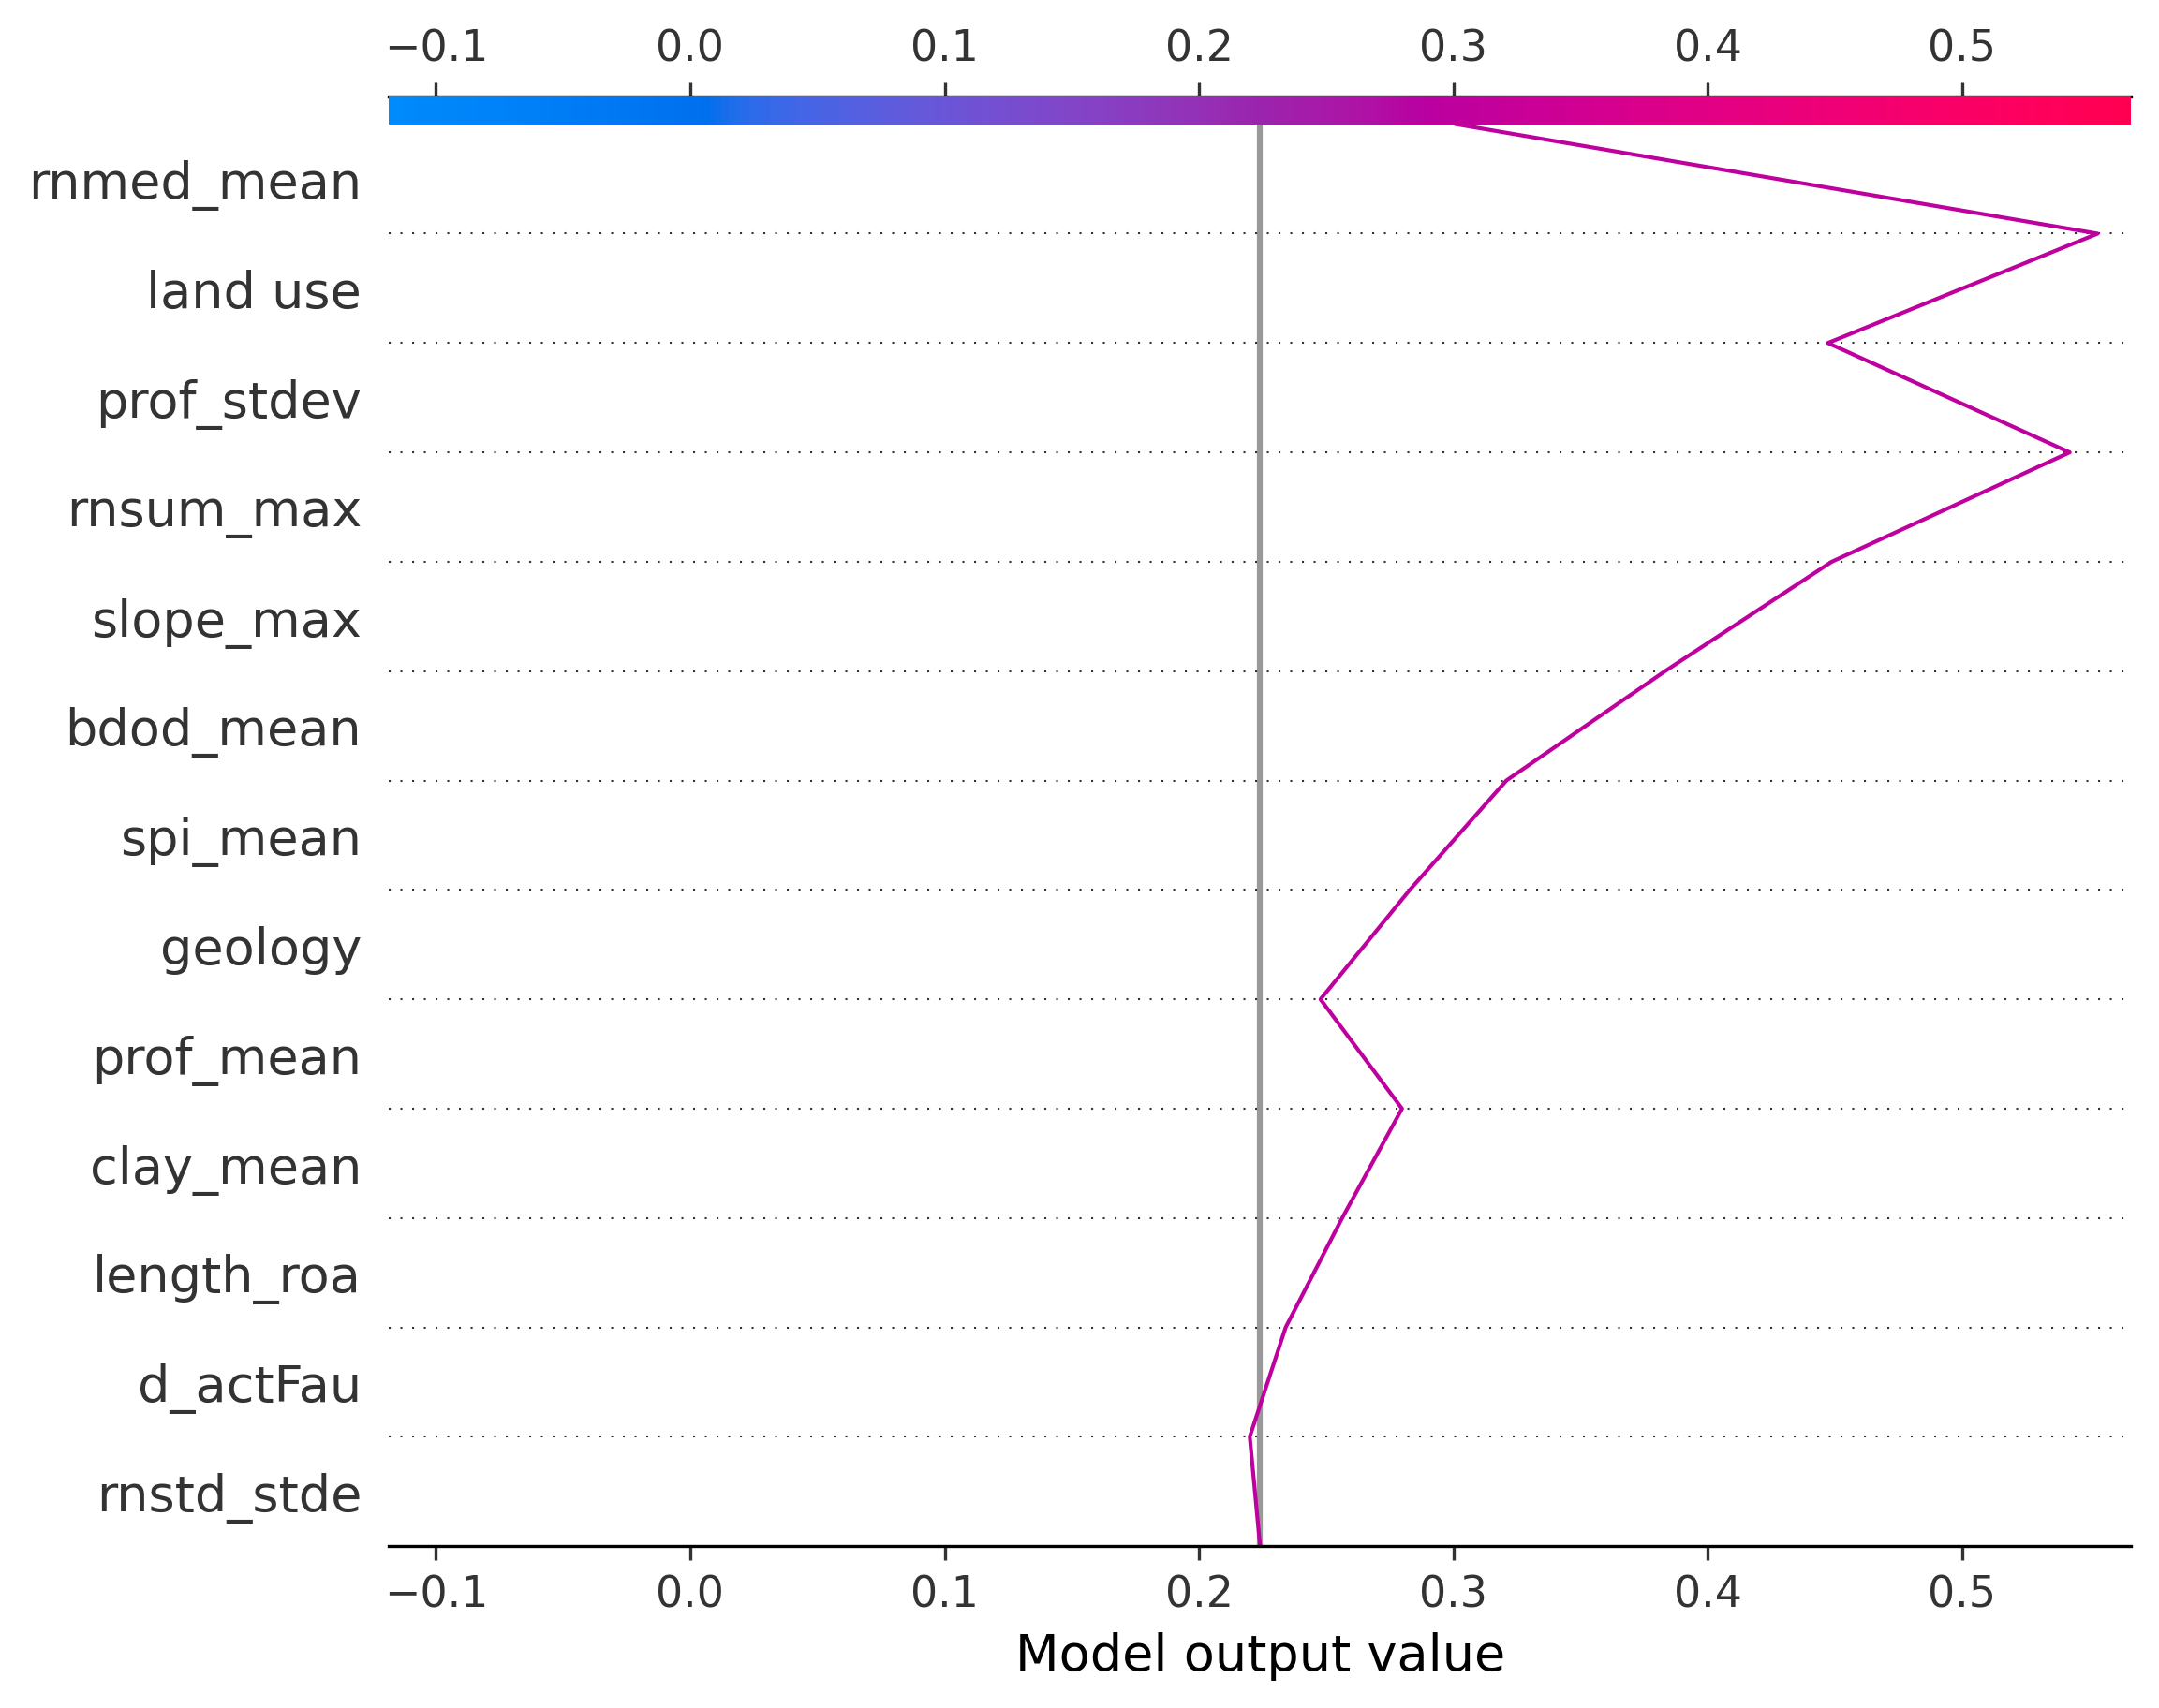 −0.1 0.0 0.1 0.2 0.3 0.4 0.5
rnmed_mean
land use
prof_stdev
rnsum_max
slope_max
bdod_mean
spi_mean
geology
prof_mean
clay_mean
length_roa
d_actFau
rnstd_stde
−0.1 0.0 0.1 0.2 0.3 0.4 0.5
Model output value